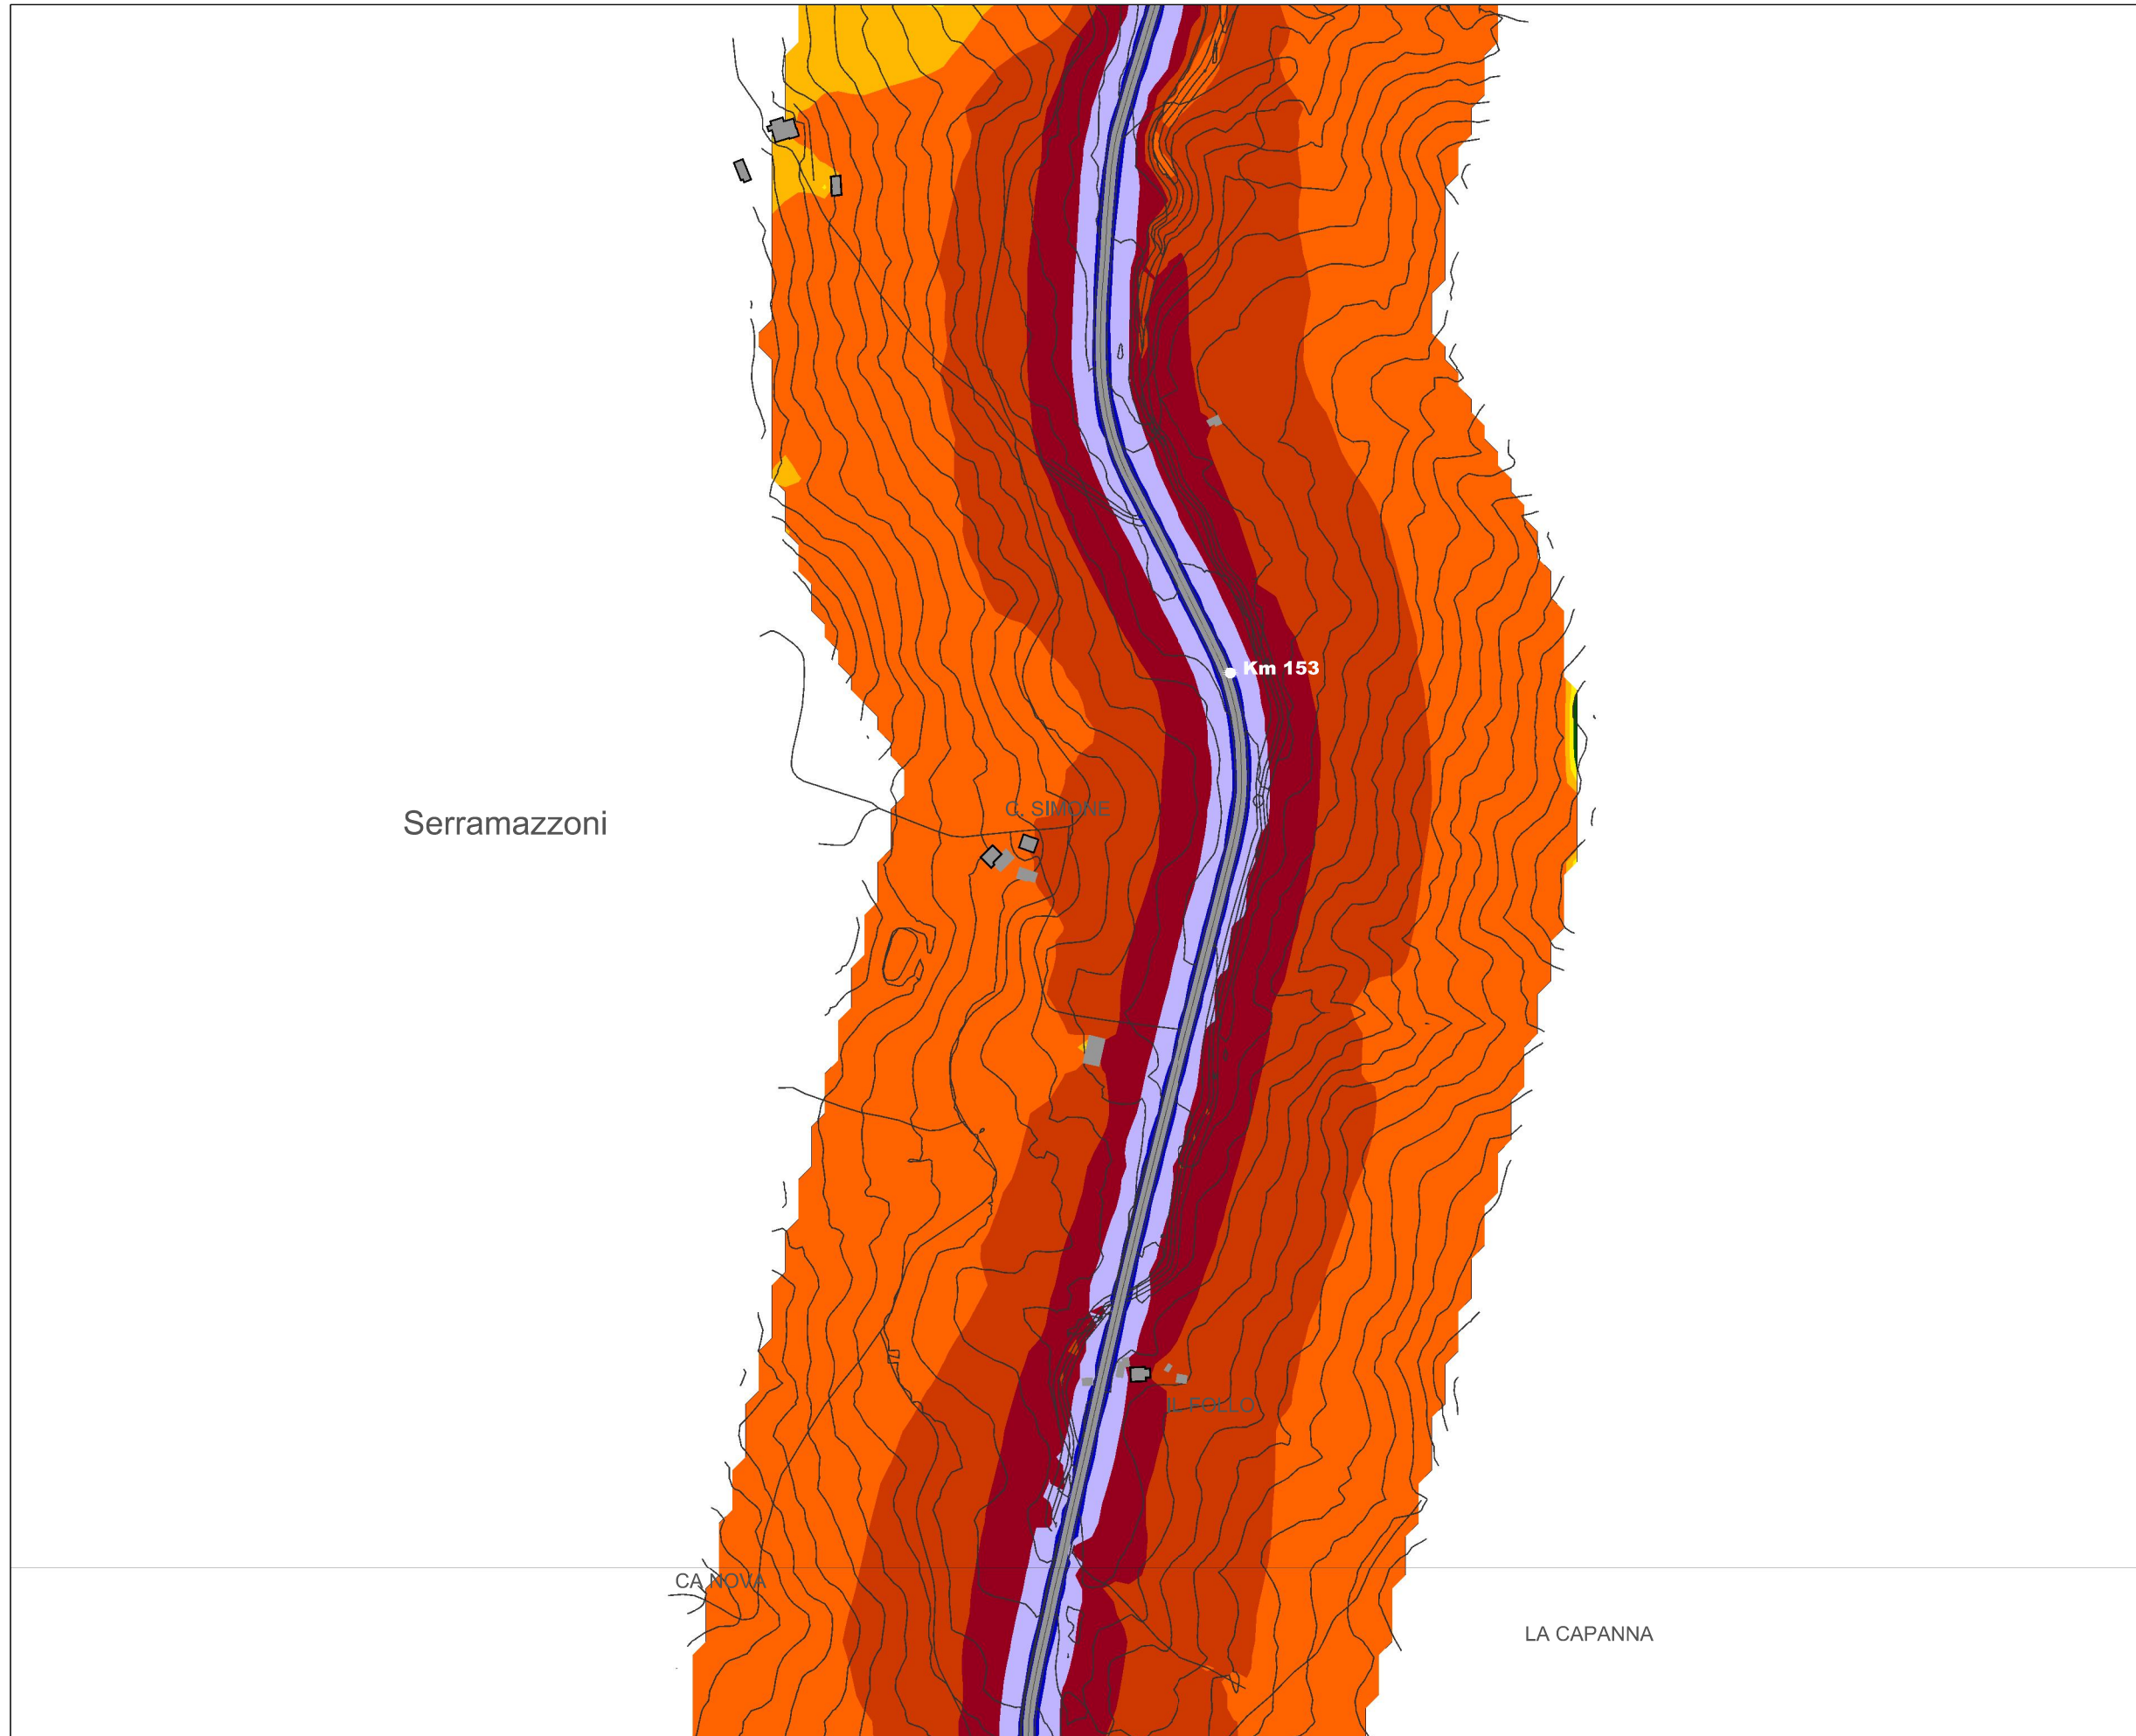 Km 153
C. SIMONE
Serramazzoni
IL FOLLO
CA NOVA
LA CAPANNA